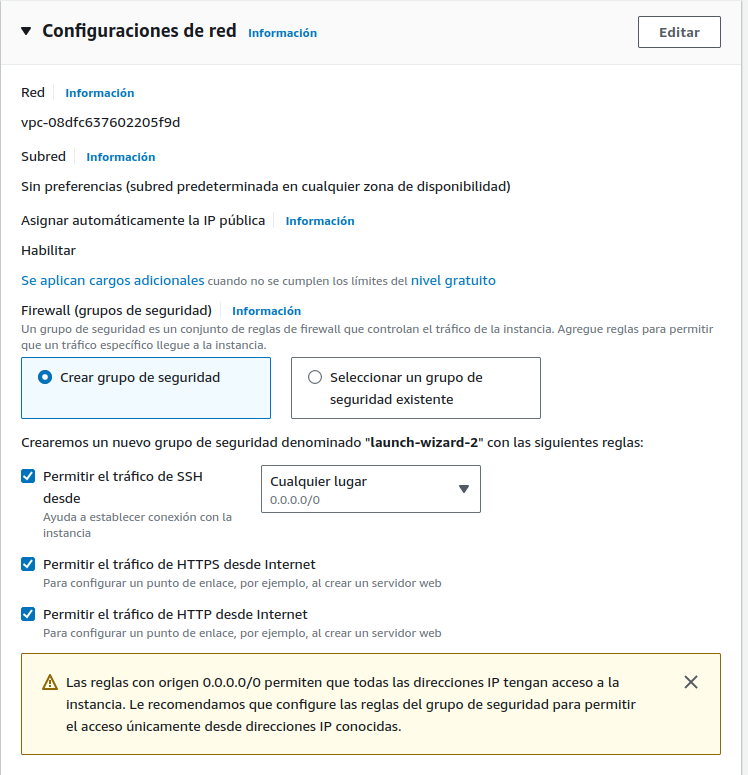 Configuraciones de red Información Editar
Red Información
vpc-08dfc637602205f9d
Subred Información
Sin preferencias (subred predeterminada en cualquier zona de disponibilidad)
Asignar automáticamente la IP pública Información
Habilitar
Se aplican cargos adicionales cuando no se cumplen los límites del nivel gratuito
Firewall (grupos de seguridad) Información
Un grupo de seguridad es un conjunto de reglas de firewall que controlan el tráfico de la instancia. Agregue reglas para permitir
que un tráfico específico llegue a la instancia.
Crear grupo de seguridad
Seleccionar un grupo de
seguridad existente
Crearemos un nuevo grupo de seguridad denominado "launch-wizard-2" con las siguientes reglas:
Permitir el tráfico de SSH
desde
Ayuda a establecer conexión con la
instancia
Cualquier lugar
0.0.0.0/0
Permitir el tráfico de HTTPS desde Internet
Para configurar un punto de enlace, por ejemplo, al crear un servidor web
Permitir el tráfico de HTTP desde Internet
Para configurar un punto de enlace, por ejemplo, al crear un servidor web
Las reglas con origen 0.0.0.0/0 permiten que todas las direcciones IP tengan acceso a la
instancia. Le recomendamos que configure las reglas del grupo de seguridad para permitir
el acceso únicamente desde direcciones IP conocidas.